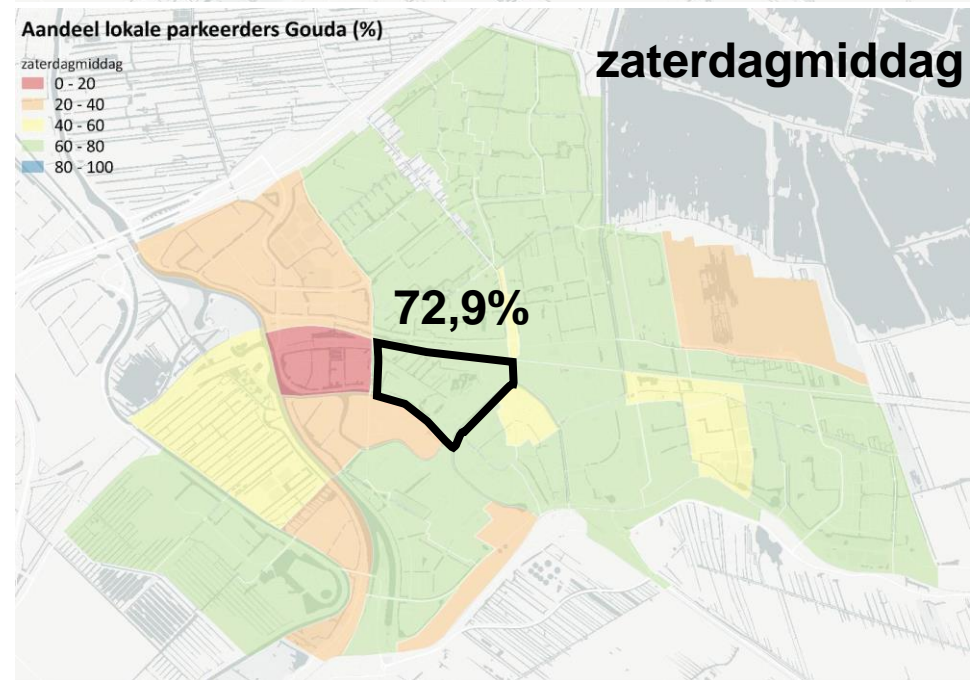 Aandeel lokale parkeerders Gouda (%)
zaterdagmiddag
zaterdagmiddag
0 - 20
20 - 40
40 - 60
60 - 80
80 - 100
72,9%